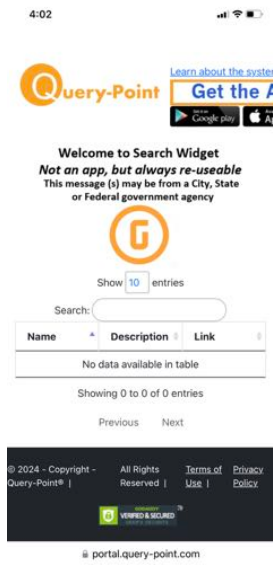 4:02
Learn about the system
Query-Point
Get the A
Google play
Welcome to Search Widget
Not an app, but always re-useable
This message (s) may be from a City, State
or Federal government
agency
G
Show 10 entries
Search:
Name Description Link
No data available in table
Showing 0 to 0 of 0 entries
Previous Next
© 2024 - Copyright - All Rights Terms of Privacy
Query-Point® | Reserved | Use | Policy
VERIFIED & SECURED
portal.query-point.com